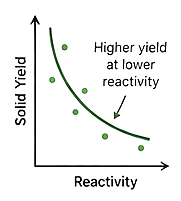 Higher yield
at lower
reactivity
Solid Yield
Reactivity